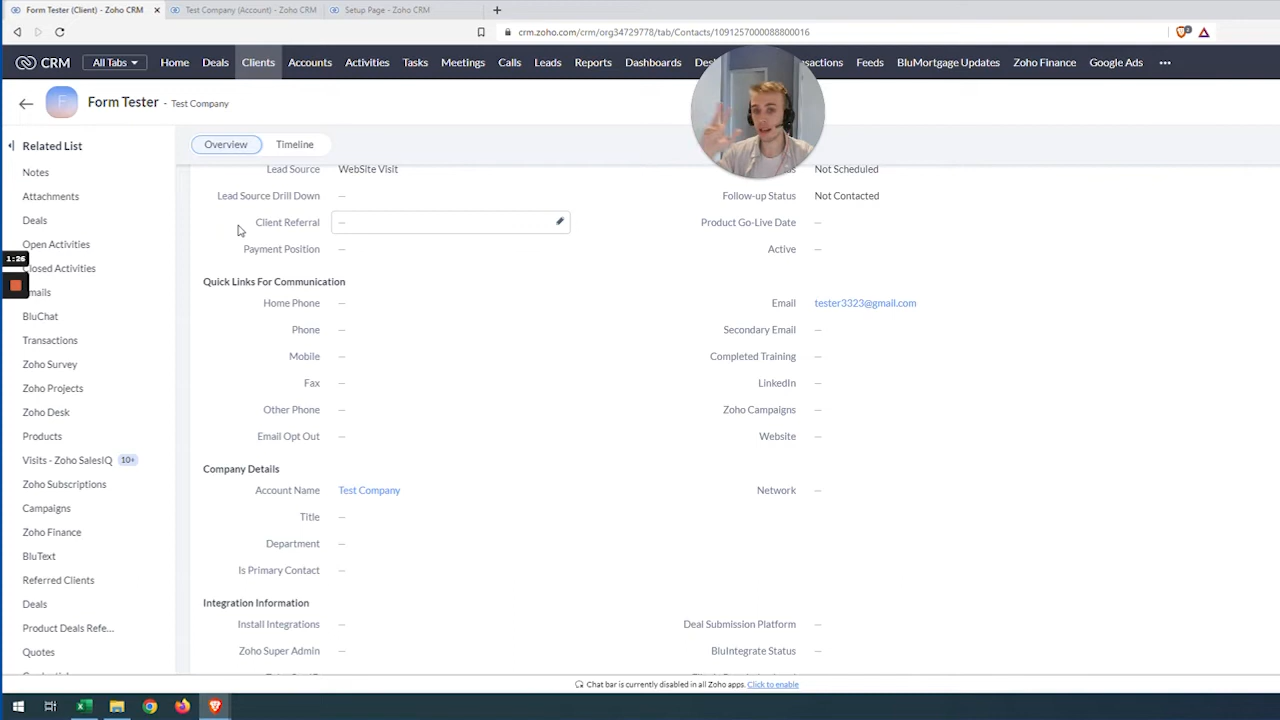 Form Tester (Client) - Zoho CRM
Test Company (Account) - Zoho CRM
Setup Page - Zoho CRM
crm.zoho.com/crm/org34729778/tab/Contacts/1091257000088800016
CRM
All Tabs
Home
Deals
Clients
Accounts
Activities
Tasks
Meetings
Calls
Leads
Reports
Dashboards
Feeds
BluMortgage Updates
Zoho Finance
Google Ads
F
Form Tester - Test Company
Related List
Notes
Attachments
Deals
Open Activities
Closed Activities
1:26
BluChat
Transactions
Zoho Survey
Zoho Projects
Zoho Desk
Products
Visits - Zoho SalesIQ 10+
Zoho Subscriptions
Campaigns
Zoho Finance
BluText
Referred Clients
Deals
Product Deals Refe...
Quotes
Overview
Timeline
Lead Source WebSite Visit
Not Scheduled
Lead Source Drill Down —
Follow-up Status Not Contacted
Client Referral —
Product Go-Live Date —
Payment Position —
Active —
Quick Links For Communication
Home Phone —
Email tester3323@gmail.com
Phone —
Secondary Email —
Mobile —
Completed Training —
Fax —
LinkedIn —
Other Phone —
Zoho Campaigns —
Email Opt Out —
Website —
Company Details
Account Name Test Company
Network —
Title —
Department —
Is Primary Contact —
Integration Information
Install Integrations —
Deal Submission Platform —
Zoho Super Admin —
BluIntegrate Status —
Chat bar is currently disabled in all Zoho apps. Click to enable